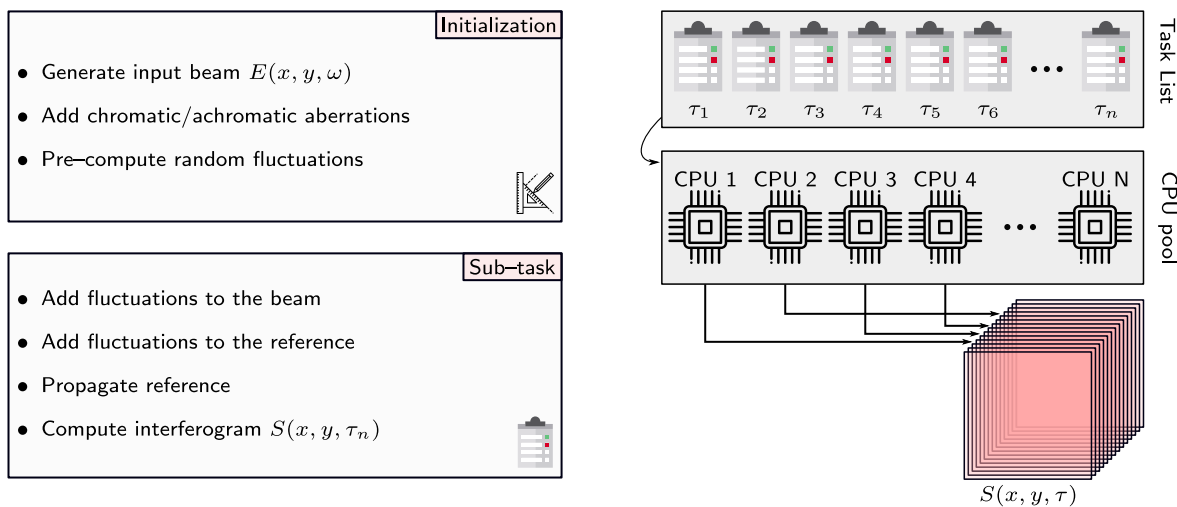 Initialization
• Generate input beam E(x, y, ω)
• Add chromatic/achromatic aberrations
• Pre–compute random fluctuations
Sub–task
• Add fluctuations to the beam
• Add fluctuations to the reference
• Propagate reference
• Compute interferogram S(x, y, τₙ)
Task List
τ₁ τ₂ τ₃ τ₄ τ₅ τ₆ ••• τₙ
CPU pool
CPU 1 CPU 2 CPU 3 CPU 4 ••• CPU N
S(x, y, τ)